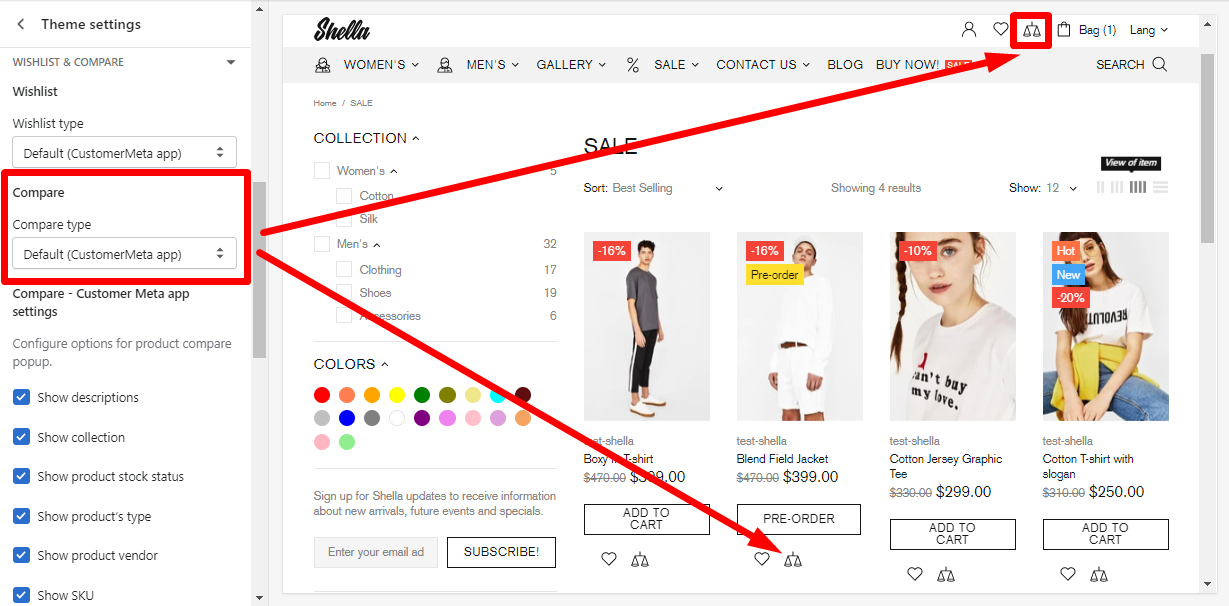 Theme settings
WISHLIST & COMPARE
Wishlist
Wishlist type
Default (CustomerMeta app)
Compare
Compare type
Default (CustomerMeta app)
Compare - Customer Meta app
settings
Configure options for product compare
popup.
Show descriptions
Show collection
Show product stock status
Show product's type
Show product vendor
Show SKU
Shella
Bag (1)
Lang
WOMEN'S
MEN'S
GALLERY
%
SALE
CONTACT US
BLOG
BUY NOW!
SALE
SEARCH
Home / SALE
COLLECTION
Women's 5
Cotton
Silk
Men's 32
Clothing 17
Shoes 19
Accessories 6
COLORS
Sign up for Shella updates to receive information
about new arrivals, future events and specials.
Enter your email ad
SUBSCRIBE!
SALE
View of item
Sort: Best Selling
Showing 4 results
Show: 12
-16%
test-shella
Boxy
T-shirt
$470.00
ADD TO
CART
-16%
Pre-order
test-shella
Blend Field Jacket
$470.00 $399.00
PRE-ORDER
-10%
can't buy
my love.
test-shella
Cotton Jersey Graphic
Tee
$330.00 $299.00
ADD TO
CART
Hot
New
-20%
test-shella
Cotton T-shirt with
slogan
$310.00 $250.00
ADD TO
CART